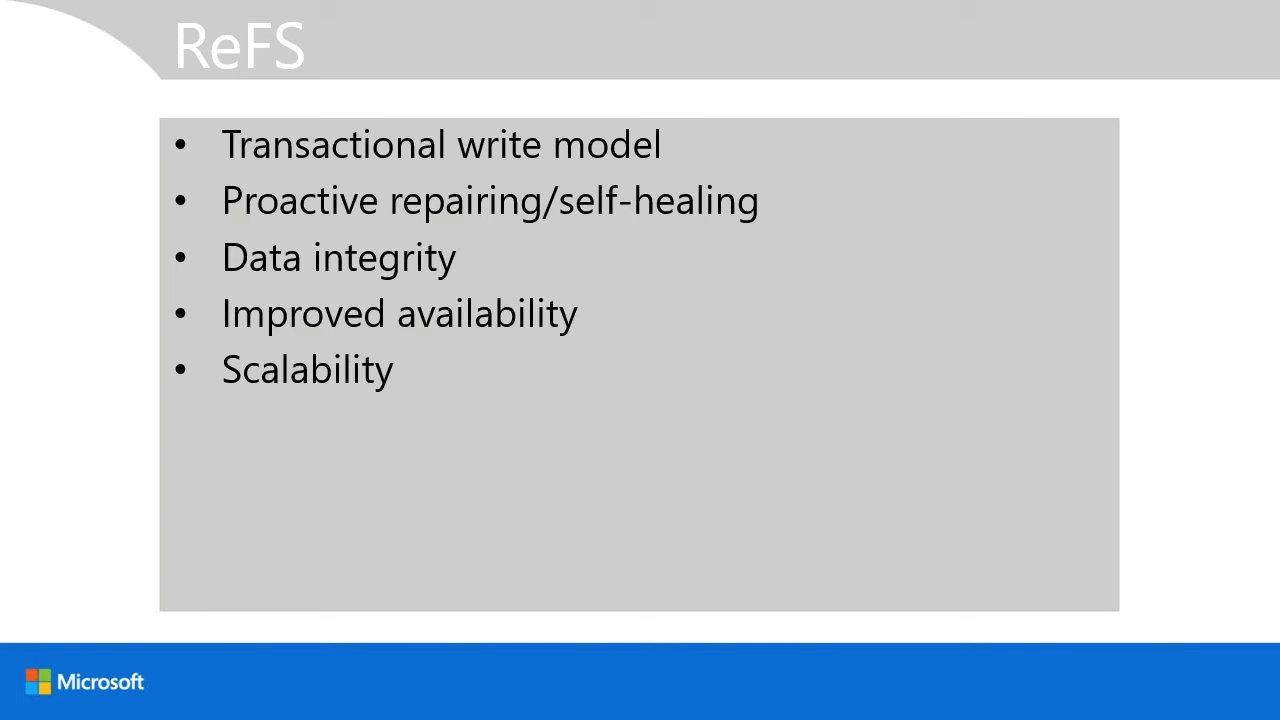 ReFS
• Transactional write model
• Proactive repairing/self-healing
• Data integrity
• Improved availability
• Scalability
Microsoft